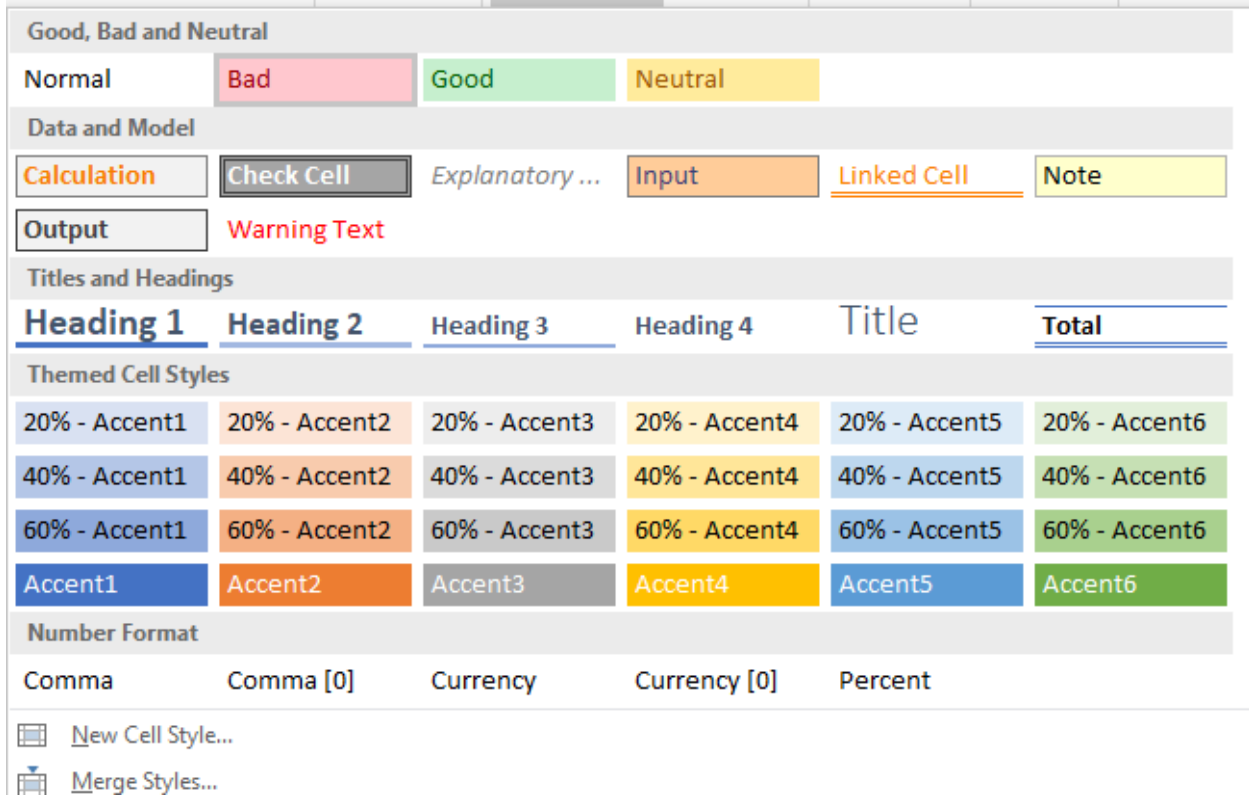 Good, Bad and Neutral
Normal Bad Good Neutral
Data and Model
Calculation Check Cell Explanatory ... Input Linked Cell Note
Output Warning Text
Titles and Headings
Heading 1 Heading 2 Heading 3 Heading 4 Title Total
Themed Cell Styles
20% - Accent1 20% - Accent2 20% - Accent3 20% - Accent4 20% - Accent5 20% - Accent6
40% - Accent1 40% - Accent2 40% - Accent3 40% - Accent4 40% - Accent5 40% - Accent6
60% - Accent1 60% - Accent2 60% - Accent3 60% - Accent4 60% - Accent5 60% - Accent6
Accent1 Accent2 Accent3 Accent4 Accent5 Accent6
Number Format
Comma Comma [0] Currency Currency [0] Percent
New Cell Style...
Merge Styles...